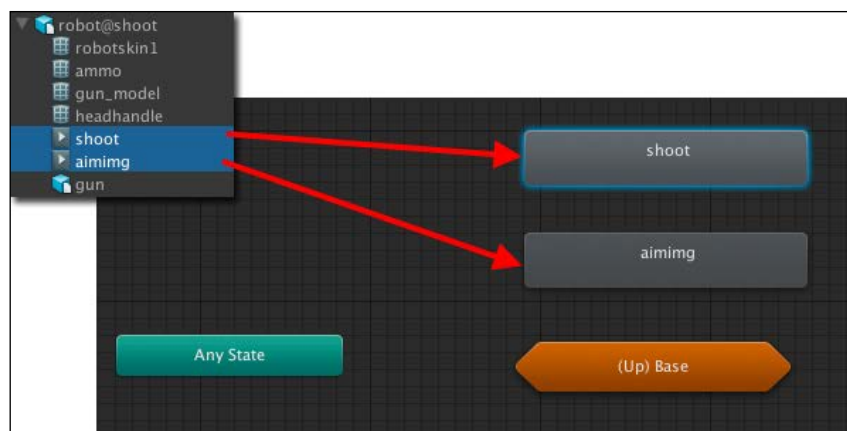 robot@shoot
robotskin1
ammo
gun_model
headhandle
shoot
aimimg
gun
shoot
aimimg
Any State
(Up) Base